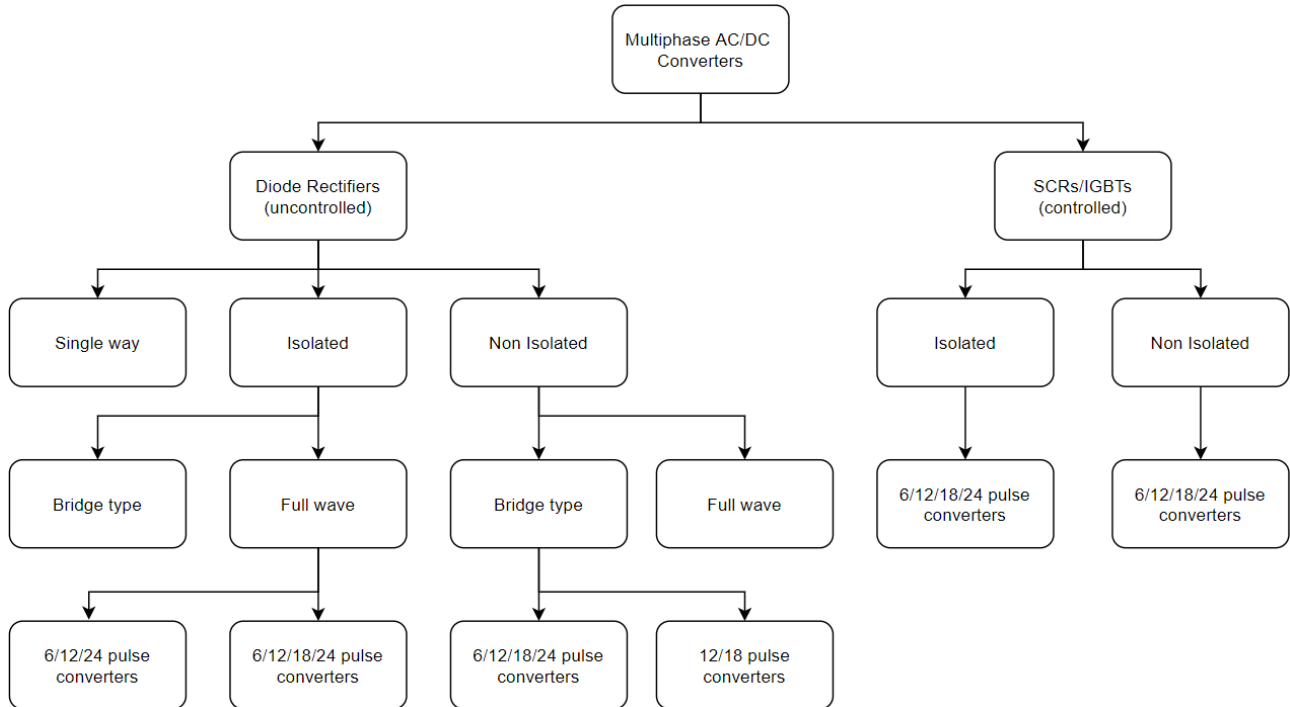 Multiphase AC/DC
Converters
Diode Rectifiers
(uncontrolled)
SCRs/IGBTs
(controlled)
Single way
Isolated
Non Isolated
Isolated
Non Isolated
Bridge type
Full wave
Bridge type
Full wave
6/12/18/24 pulse
converters
6/12/18/24 pulse
converters
6/12/24 pulse
converters
6/12/18/24 pulse
converters
6/12/18/24 pulse
converters
12/18 pulse
converters